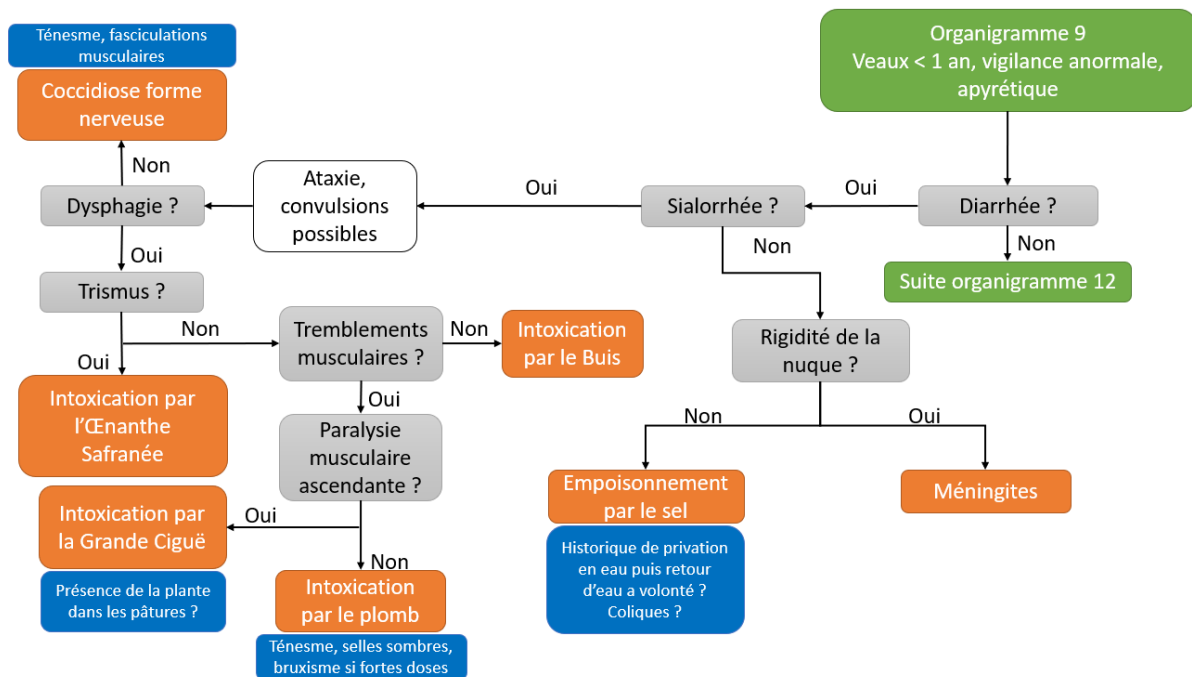 Organigramme 9
Veaux < 1 an, vigilance anormale,
apyrétique
Diarrhée ?
Non
Suite organigramme 12
Oui
Sialorrhée ?
Oui
Ataxie,
convulsions
possibles
Dysphagie ?
Non
Ténesme, fasciculations
musculaires
Coccidiose forme
nerveuse
Oui
Trismus ?
Oui
Intoxication par
l'Œnanthe
Safranée
Non
Tremblements
musculaires ?
Non
Intoxication
par le Buis
Oui
Paralysie
musculaire
ascendante ?
Oui
Intoxication par
la Grande Ciguë
Présence de la plante
dans les pâtures ?
Non
Intoxication
par le plomb
Ténesme, selles sombres,
bruxisme si fortes doses
Non
Rigidité de la
nuque ?
Non
Empoisonnement
par le sel
Historique de privation
en eau puis retour
d'eau a volonté ?
Coliques ?
Oui
Méningites